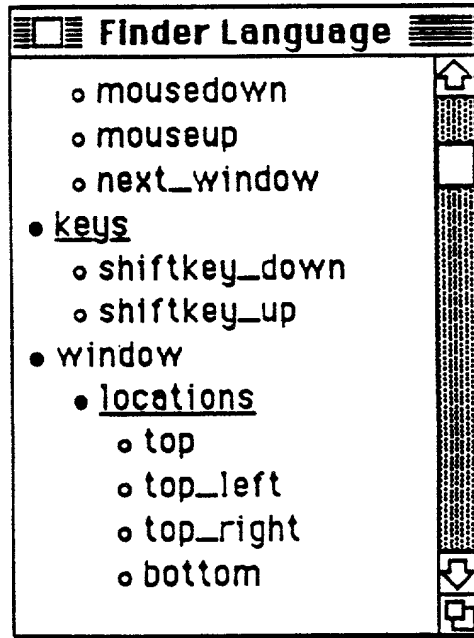 Finder Language
mousedown
mouseup
next_window
keys
shiftkey_down
shiftkey_up
window
locations
top
top_left
top_right
bottom